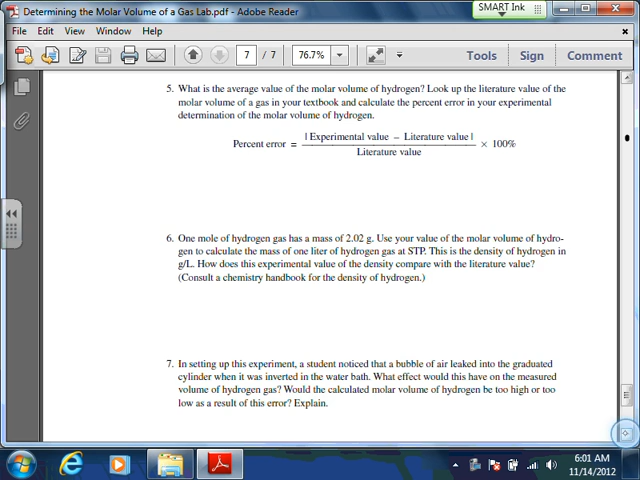 Determining the Molar Volume of a Gas Lab.pdf - Adobe Reader
SMART Ink
File Edit View Window Help
7 / 7 76.7% Tools Sign Comment
5. What is the average value of the molar volume of hydrogen? Look up the literature value of the
molar volume of a gas in your textbook and calculate the percent error in your experimental
determination of the molar volume of hydrogen.
Percent error = | Experimental value – Literature value | × 100%
Literature value
6. One mole of hydrogen gas has a mass of 2.02 g. Use your value of the molar volume of hydro-
gen to calculate the mass of one liter of hydrogen gas at STP. This is the density of hydrogen in
g/L. How does this experimental value of the density compare with the literature value?
(Consult a chemistry handbook for the density of hydrogen.)
7. In setting up this experiment, a student noticed that a bubble of air leaked into the graduated
cylinder when it was inverted in the water bath. What effect would this have on the measured
volume of hydrogen gas? Would the calculated molar volume of hydrogen be too high or too
low as a result of this error? Explain.
6:01 AM
11/14/2012